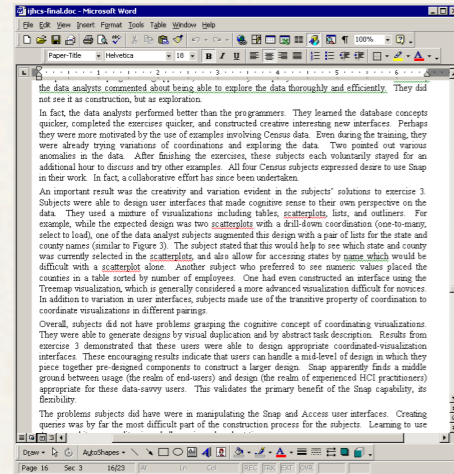 ijhcs-final.doc - Microsoft Word
File Edit View Insert Format Tools Table Window Help
100%
Paper-Title Helvetica 18 B I U
the data analysts commented about being able to explore the data thoroughly and efficiently. They did
not see it as construction, but as exploration.
In fact, the data analysts performed better than the programmers. They learned the database concepts
quicker, completed the exercises quicker, and constructed creative interesting new interfaces. Perhaps
they were more motivated by the use of examples involving Census data. Even during the training, they
were already trying variations of coordinations and exploring the data. Two pointed out various
anomalies in the data. After finishing the exercises, these subjects each voluntarily stayed for an
additional hour to discuss and try other examples. All four Census subjects expressed desire to use Snap
in their work. In fact, a collaborative effort has since been undertaken.
An important result was the creativity and variation evident in the subjects' solutions to exercise 3.
Subjects were able to design user interfaces that made cognitive sense to their own perspective on the
data. They used a mixture of visualizations including tables, scatterplots, lists, and outliners. For
example, while the expected design was two scatterplots with a drill-down coordination (one-to-many,
select to load), one of the data analyst subjects augmented this design with a pair of lists for the state and
county names (similar to Figure 3). The subject stated that this would help to see which state and county
was currently selected in the scatterplots, and also allow for accessing states by name which would be
difficult with a scatterplot alone. Another subject who preferred to see numeric values placed the
counties in a table sorted by number of employees. One had even constructed an interface using the
Treemap visualization, which is generally considered a more advanced visualization difficult for novices.
In addition to variation in user interfaces, subjects made use of the transitive property of coordination to
coordinate visualizations in different pairings.
Overall, subjects did not have problems grasping the cognitive concept of coordinating visualizations.
They were able to generate designs by visual duplication and by abstract task description. Results from
exercise 3 demonstrated that these users were able to design appropriate coordinated-visualization
interfaces. These encouraging results indicate that users can handle a mid-level of design in which they
piece together pre-designed components to construct a larger design. Snap apparently finds a middle
ground between usage (the realm of end-users) and design (the realm of experienced HCI practitioners)
appropriate for these data-savvy users. This validates the primary benefit of the Snap capability, its
flexibility.
The problems subjects did have were in manipulating the Snap and Access user interfaces. Creating
queries was by far the most difficult part of the construction process for the subjects. Learning to use
Draw AutoShapes
Page 16 Sec 3 16/23 At Ln Col REC TRK EXT OVR